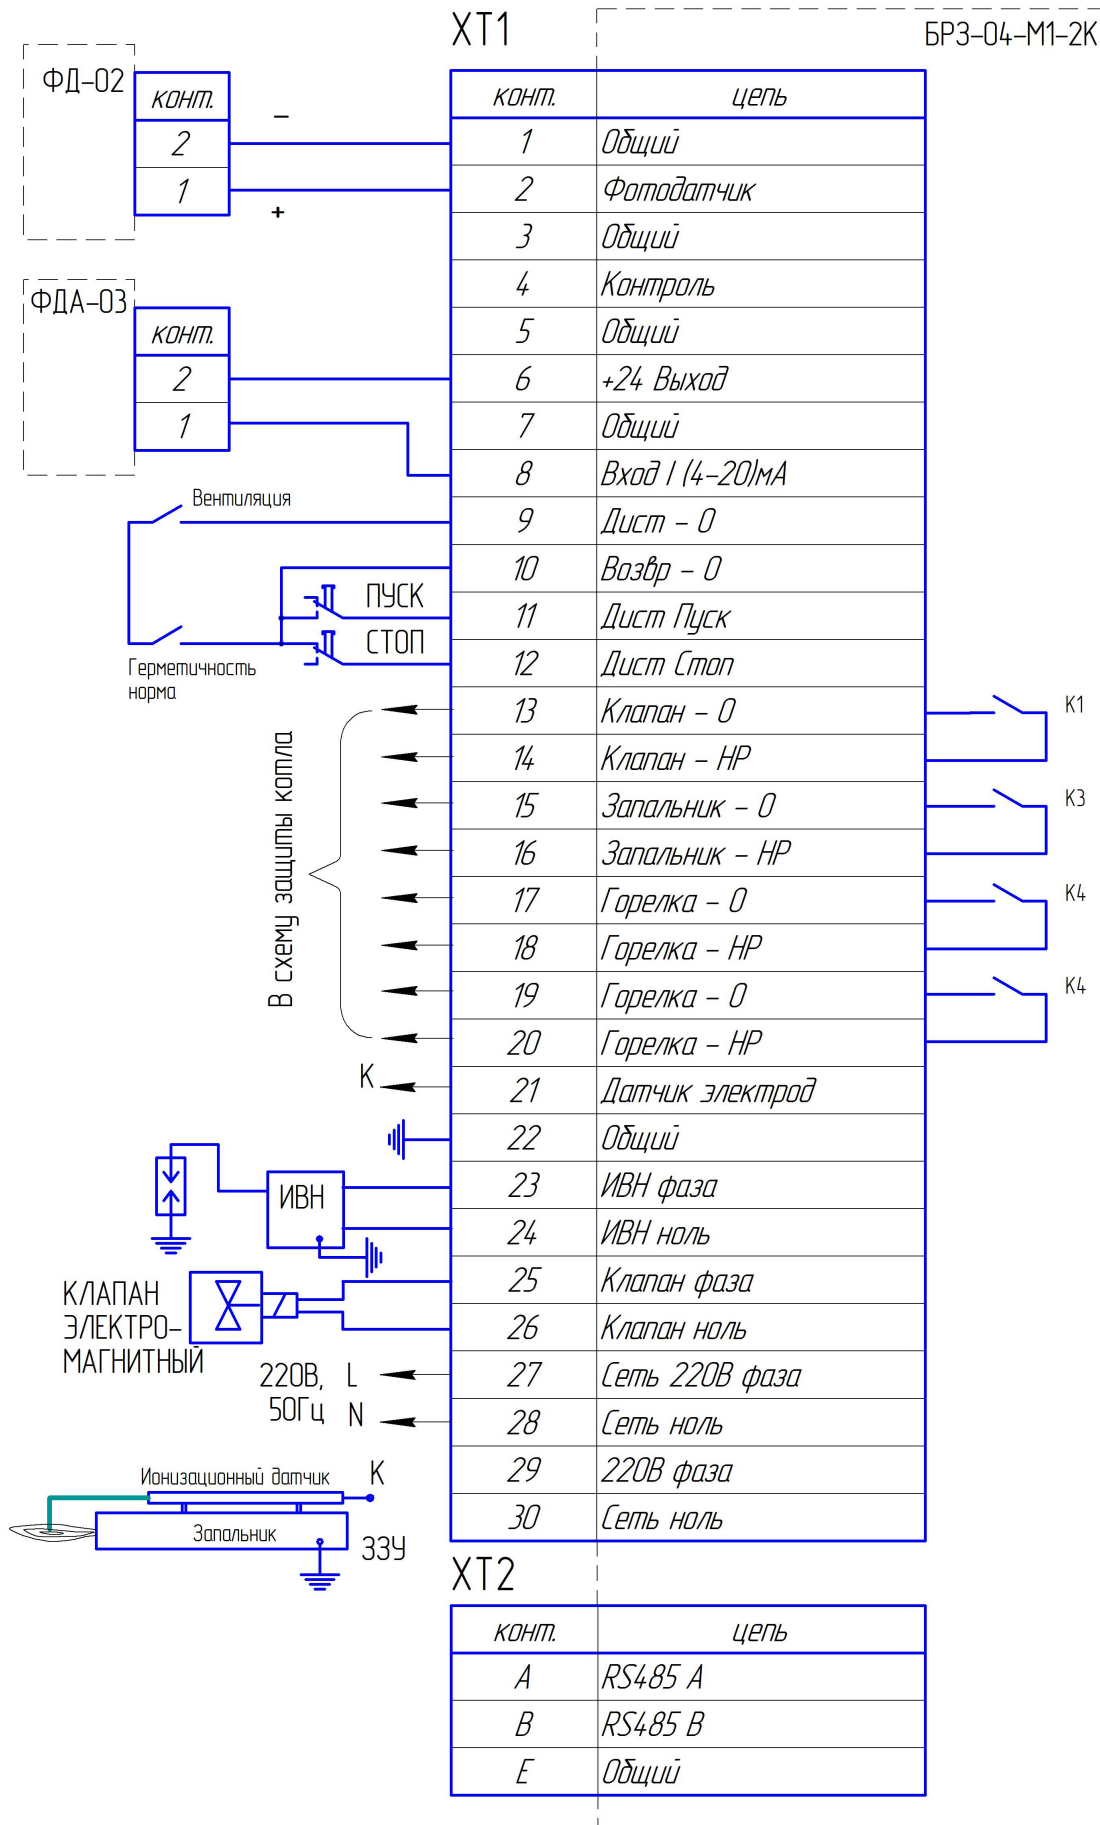 ХТ1
БРЗ-04-М1-2К
ФД-02
конт.
2
1
−
+
ФДА-03
конт.
2
1
Вентиляция
ПУСК
СТОП
Герметичность
норма
В схему защиты котла
К
ИВН
КЛАПАН
ЭЛЕКТРО-
МАГНИТНЫЙ
220В, L
50Гц N
Ионизационный датчик К
Запальник
ЗЗУ
конт. цепь
1 Общий
2 Фотодатчик
3 Общий
4 Контроль
5 Общий
6 +24 Выход
7 Общий
8 Вход I (4-20)мА
9 Дист - 0
10 Возвр - 0
11 Дист Пуск
12 Дист Стоп
13 Клапан - 0
14 Клапан - НР
15 Запальник - 0
16 Запальник - НР
17 Горелка - 0
18 Горелка - НР
19 Горелка - 0
20 Горелка - НР
21 Датчик электрод
22 Общий
23 ИВН фаза
24 ИВН ноль
25 Клапан фаза
26 Клапан ноль
27 Сеть 220В фаза
28 Сеть ноль
29 220В фаза
30 Сеть ноль
К1
К3
К4
К4
ХТ2
конт. цепь
A RS485 A
B RS485 B
E Общий